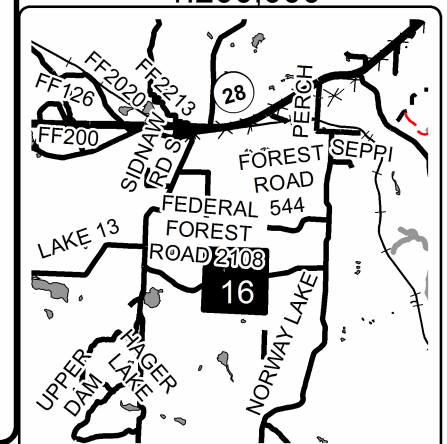 FF2213
FF2020
FF126
28
PERCH
FF200
SIDNAW
RD S
SEPPI
FOREST
ROAD
544
FEDERAL
FOREST
ROAD 2108
LAKE 13
16
NORWAY LAKE
HAGER
LAKE
UPPER
DAM